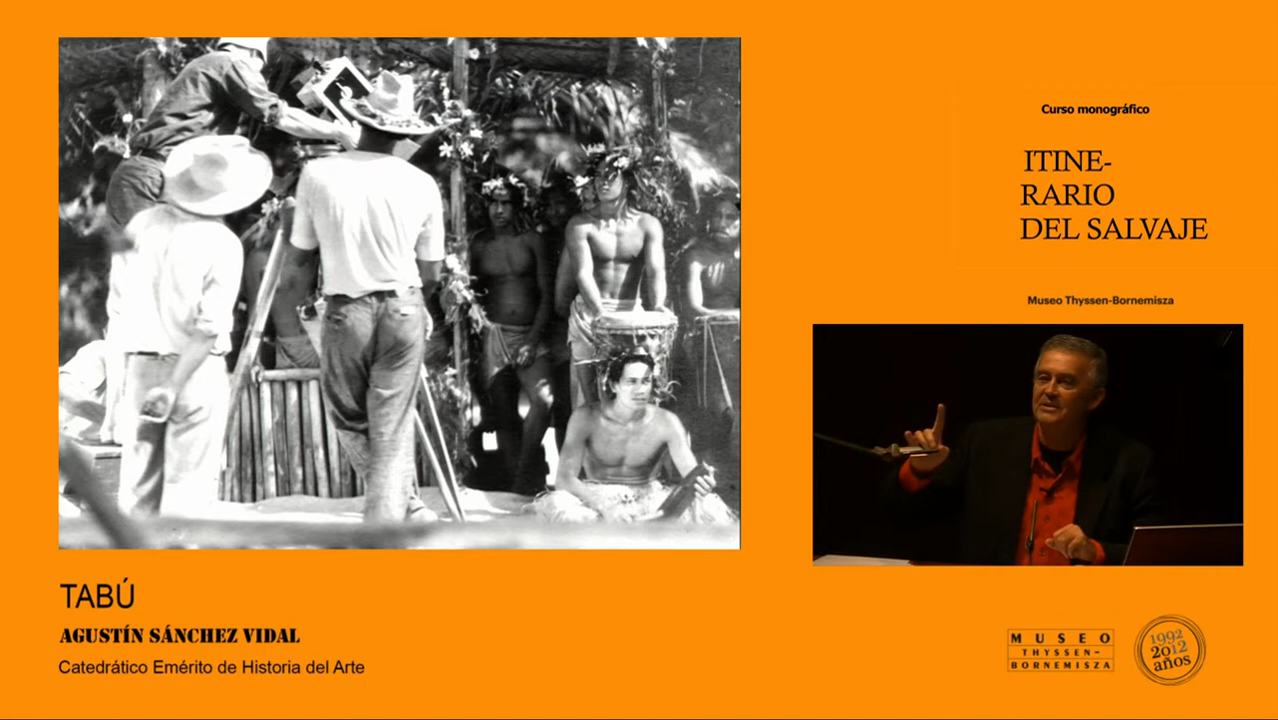 Curso monográfico
ITINE-
RARIO
DEL SALVAJE
Museo Thyssen-Bornemisza
TABÚ
AGUSTÍN SÁNCHEZ VIDAL
Catedrático Emérito de Historia del Arte
MUSEO
THYSSEN-
BORNEMISZA
1992
2012
años